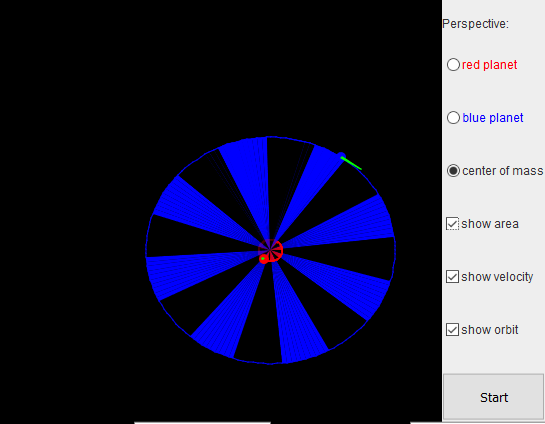 Perspective:
red planet
blue planet
center of mass
show area
show velocity
show orbit
Start